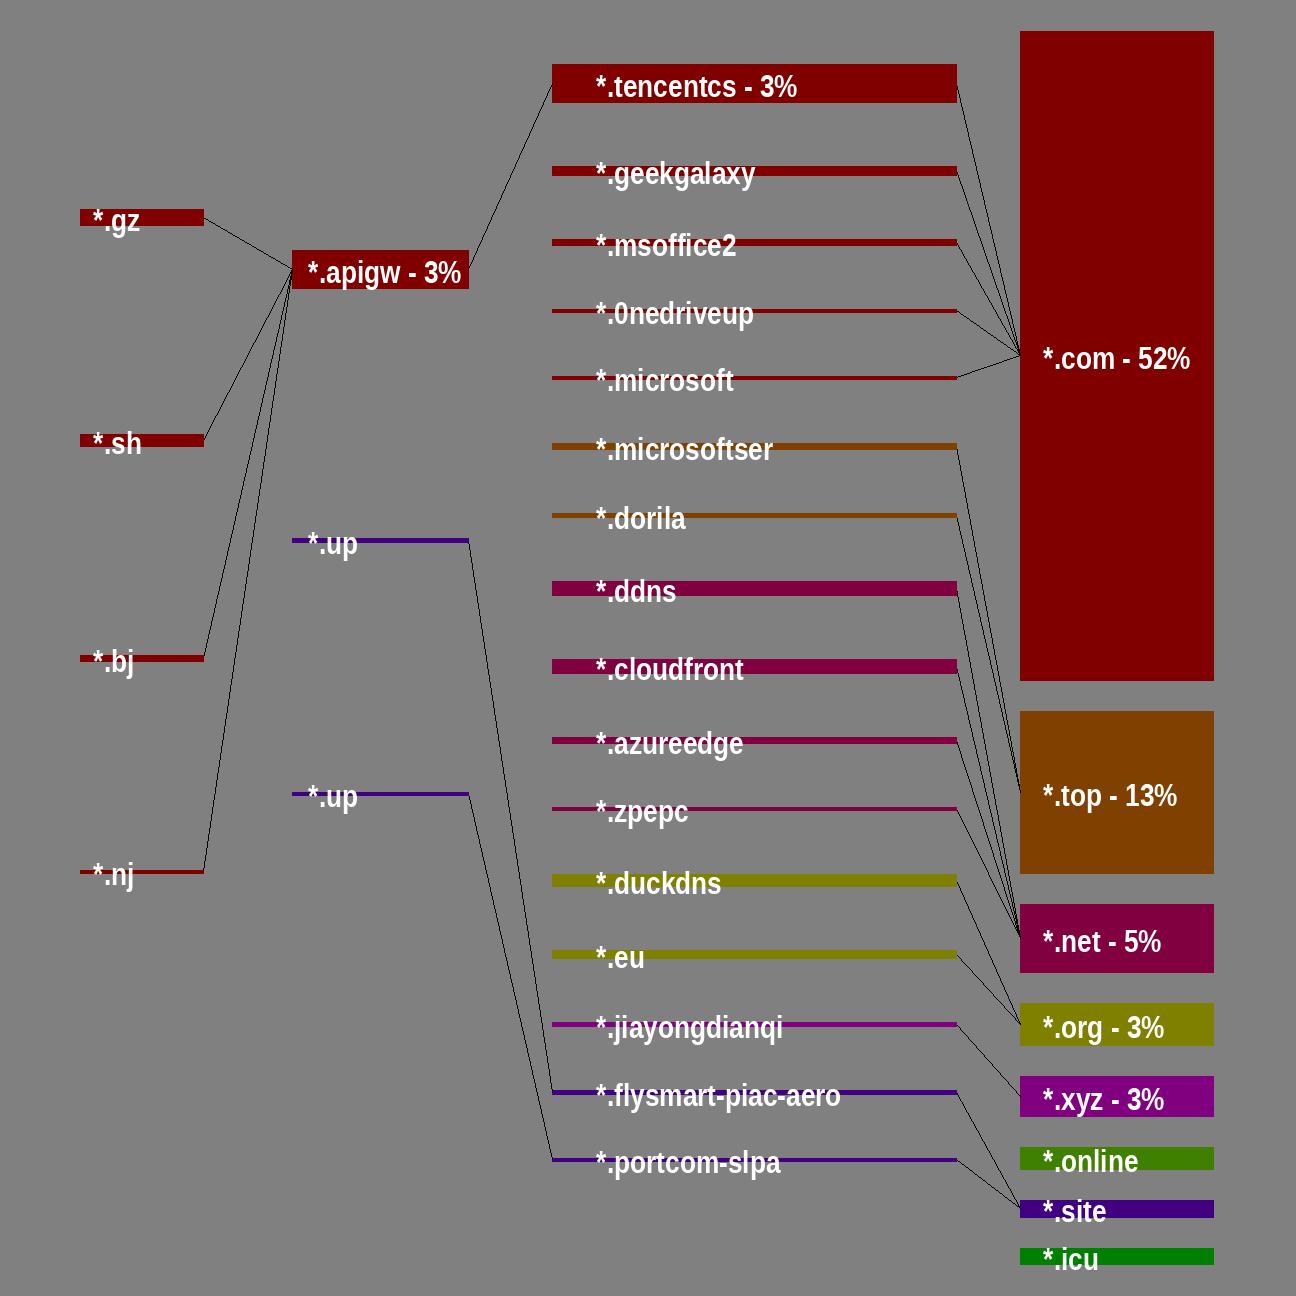 *.gz
*.sh
*.bj
*.nj
*.apigw - 3%
*.up
*.up
*.tencentcs - 3%
*.geekgalaxy
*.msoffice2
*.0nedriveup
*.microsoft
*.microsoftser
*.dorila
*.ddns
*.cloudfront
*.azureedge
*.zpepc
*.duckdns
*.eu
*.jiayongdianqi
*.flysmart-piac-aero
*.portcom-slpa
*.com - 52%
*.top - 13%
*.net - 5%
*.org - 3%
*.xyz - 3%
*.online
*.site
*.icu